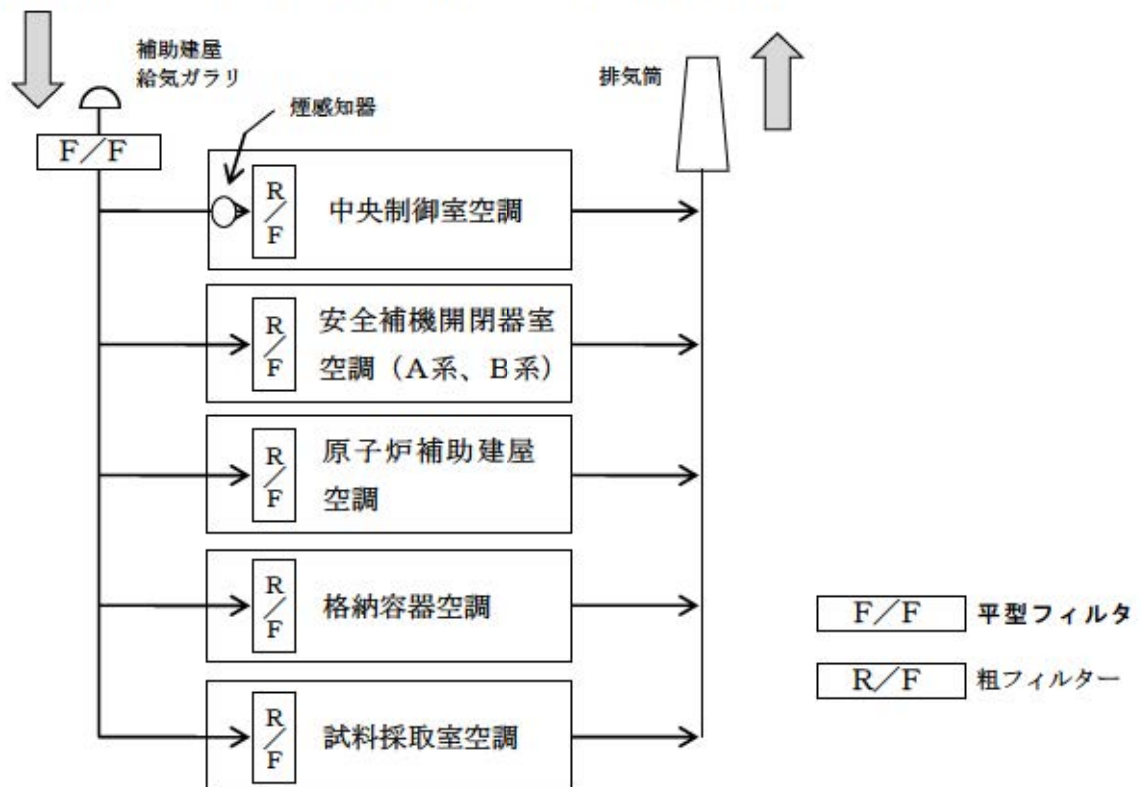 補助建屋
給気ガラリ
排気筒
煙感知器
F／F
R／F
中央制御室空調
R／F
安全補機開閉器室
空調（A系、B系）
R／F
原子炉補助建屋
空調
R／F
格納容器空調
F／F
平型フィルタ
R／F
粗フィルター
R／F
試料採取室空調